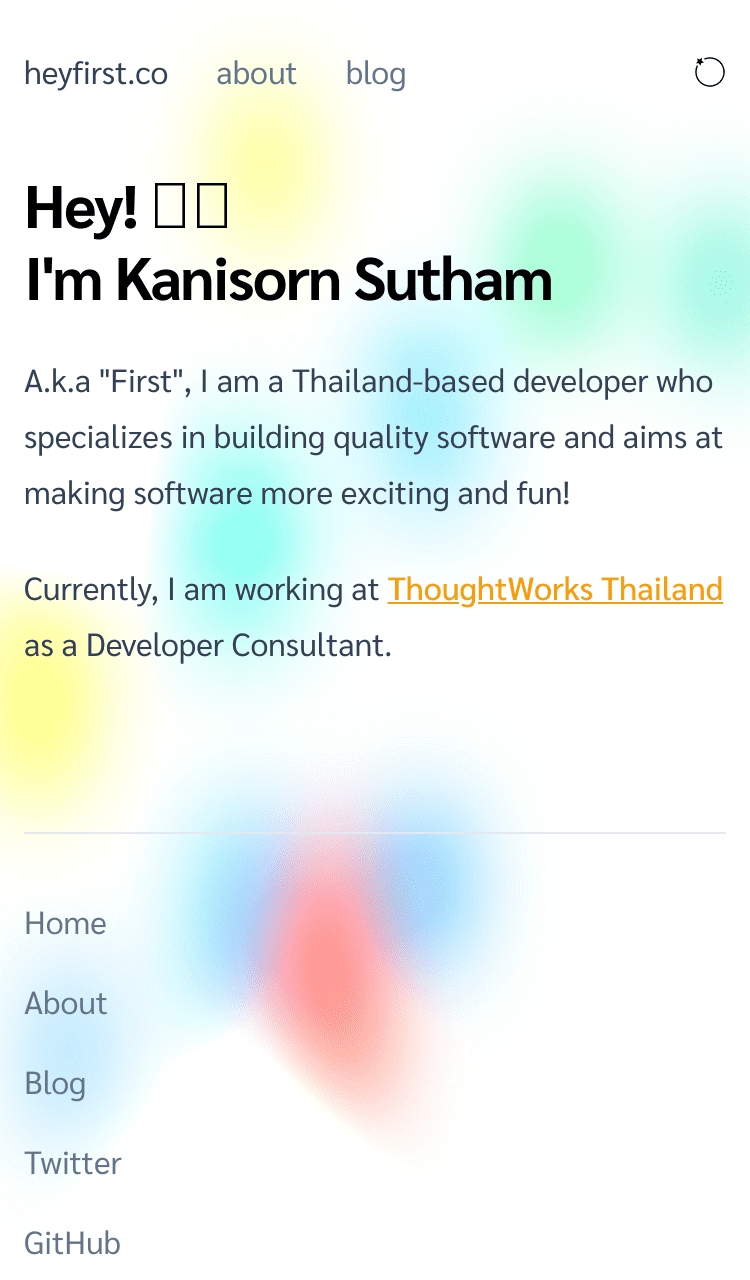 heyfirst.co about blog
Hey!
I'm Kanisorn Sutham
A.k.a "First", I am a Thailand-based developer who
specializes in building quality software and aims at
making software more exciting and fun!
Currently, I am working at ThoughtWorks Thailand
as a Developer Consultant.
Home
About
Blog
Twitter
GitHub